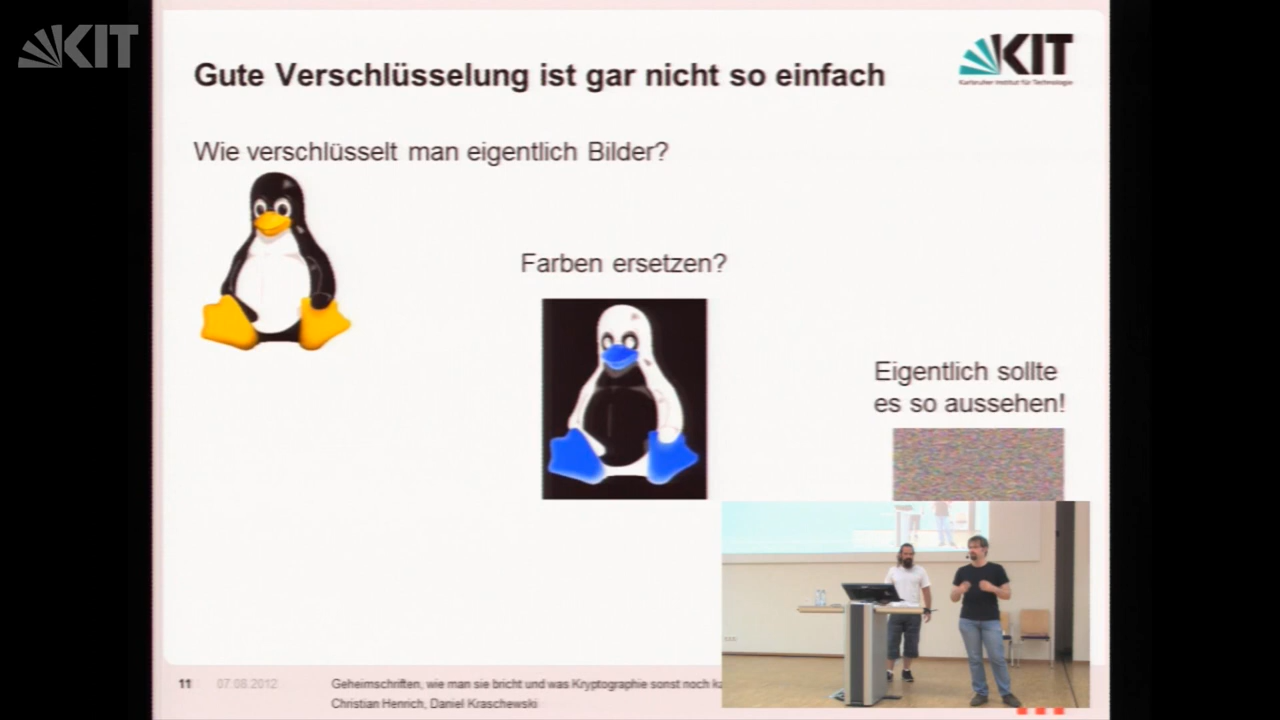 KIT
KIT
Karlsruher Institut für Technologie
Gute Verschlüsselung ist gar nicht so einfach
Wie verschlüsselt man eigentlich Bilder?
Farben ersetzen?
Eigentlich sollte
es so aussehen!
11 07.08.2012
Geheimschriften, wie man sie bricht und was Kryptographie sonst noch
Christian Henrich, Daniel Kraschewski